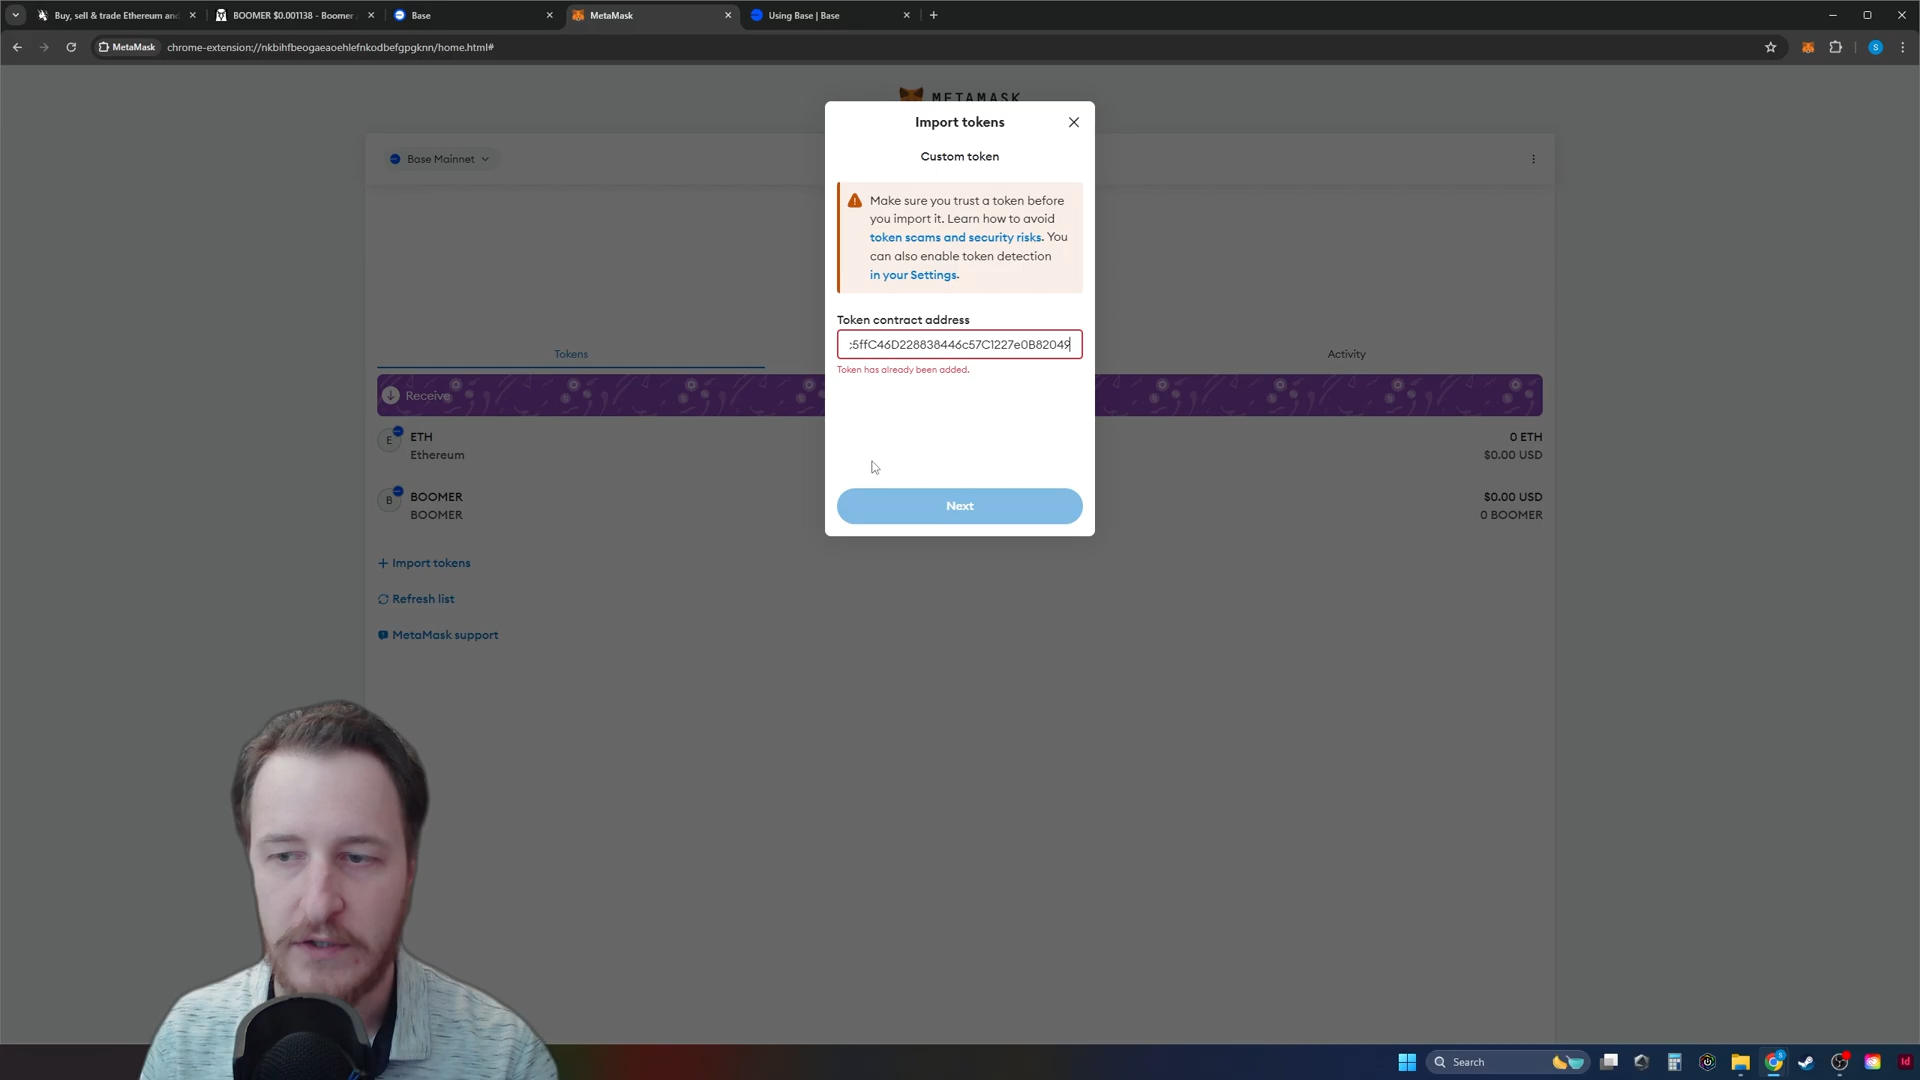 Buy, sell & trade Ethereum and
BOOMER $0.001138 - Boomer
Base
MetaMask
Using Base | Base
MetaMask
chrome-extension://nkbihfbeogaeaoehlefnkodbefgpgknn/home.html#
S
METAMASK
Base Mainnet
Import tokens
Custom token
Make sure you trust a token before
you import it. Learn how to avoid
token scams and security risks. You
can also enable token detection
in your Settings.
Token contract address
:5ffC46D228838446c57C1227e0B82049
Token has already been added.
Next
Tokens
Activity
Receive
E
ETH
Ethereum
0 ETH
$0.00 USD
B
BOOMER
BOOMER
$0.00 USD
0 BOOMER
+ Import tokens
Refresh list
MetaMask support
Search
Id